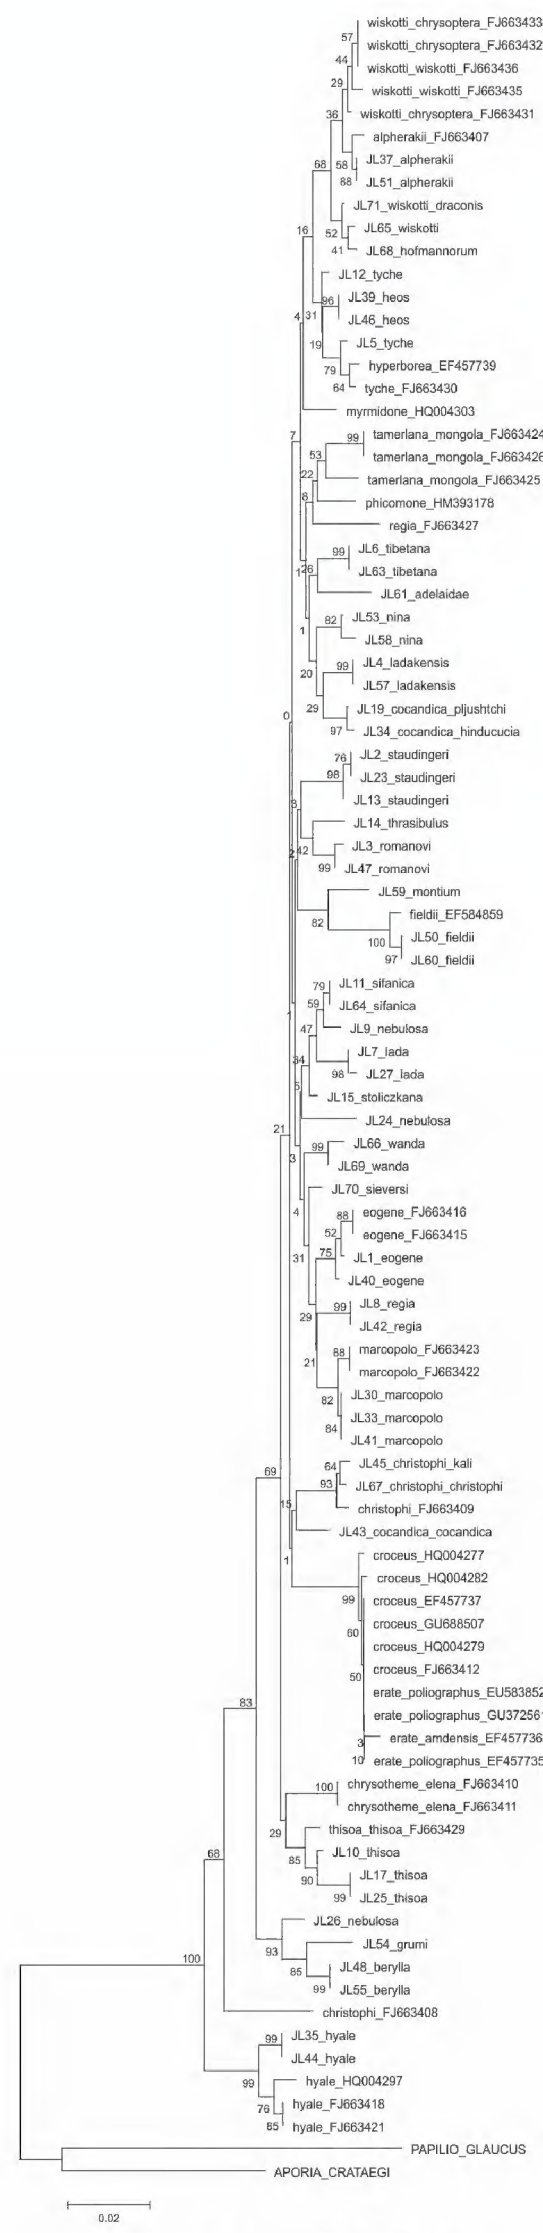 wiskotti_chrysoptera_FJ663433
57
wiskotti_chrysoptera_FJ663432
44
wiskotti_wiskotti_FJ663436
29
wiskotti_wiskotti_FJ663435
36
wiskotti_chrysoptera_FJ663431
alpherakii_FJ663407
68
58
JL37_alpherakii
88
JL51_alpherakii
JL71_wiskotti_draconis
16
52
JL65_wiskotti
41
JL68_hofmannorum
JL12_tyche
96
JL39_heos
4
31
JL46_heos
19
JL5_tyche
79
hyperborea_EF457739
64
tyche_FJ663430
myrmidone_HQ004303
7
99
tamerlana_mongola_FJ663424
53
tamerlana_mongola_FJ663426
22
tamerlana_mongola_FJ663425
8
phicomone_HM393178
regia_FJ663427
99
JL6_tibetana
1
26
JL63_tibetana
JL61_adelaidae
82
JL53_nina
1
JL58_nina
20
99
JL4_ladakensis
JL57_ladakensis
29
JL19_cocandica_pljushtchi
0
97
JL34_cocandica_hinducucia
76
JL2_staudingeri
98
JL23_staudingeri
3
JL13_staudingeri
JL14_thrasibulus
2
42
JL3_romanovi
99
JL47_romanovi
JL59_montium
82
fieldii_EF584859
100
JL50_fieldii
97
JL60_fieldii
79
JL11_sifanica
59
JL64_sifanica
1
47
JL9_nebulosa
34
JL7_lada
98
JL27_lada
5
JL15_stoliczkana
JL24_nebulosa
21
99
JL66_wanda
3
JL69_wanda
JL70_sieversi
4
88
eogene_FJ663416
52
eogene_FJ663415
31
75
JL1_eogene
JL40_eogene
99
JL8_regia
29
JL42_regia
21
88
marcopolo_FJ663423
marcopolo_FJ663422
82
JL30_marcopolo
84
JL33_marcopolo
JL41_marcopolo
64
JL45_christophi_kali
69
93
JL67_christophi_christophi
15
christophi_FJ663409
JL43_cocandica_cocandica
1
croceus_HQ004277
croceus_HQ004282
99
croceus_EF457737
60
croceus_GU688507
croceus_HQ004279
50
croceus_FJ663412
erate_poliographus_EU583852
83
erate_poliographus_GU372561
3
erate_amdensis_EF457736
10
erate_poliographus_EF457735
100
chrysotheme_elena_FJ663410
chrysotheme_elena_FJ663411
29
thisoa_thisoa_FJ663429
85
JL10_thisoa
68
90
JL17_thisoa
99
JL25_thisoa
JL26_nebulosa
93
JL54_grumi
100
85
JL48_berylla
99
JL55_berylla
christophi_FJ663408
99
JL35_hyale
JL44_hyale
99
hyale_HQ004297
76
hyale_FJ663418
85
hyale_FJ663421
PAPILIO_GLAUCUS
APORIA_CRATAEGI
0.02